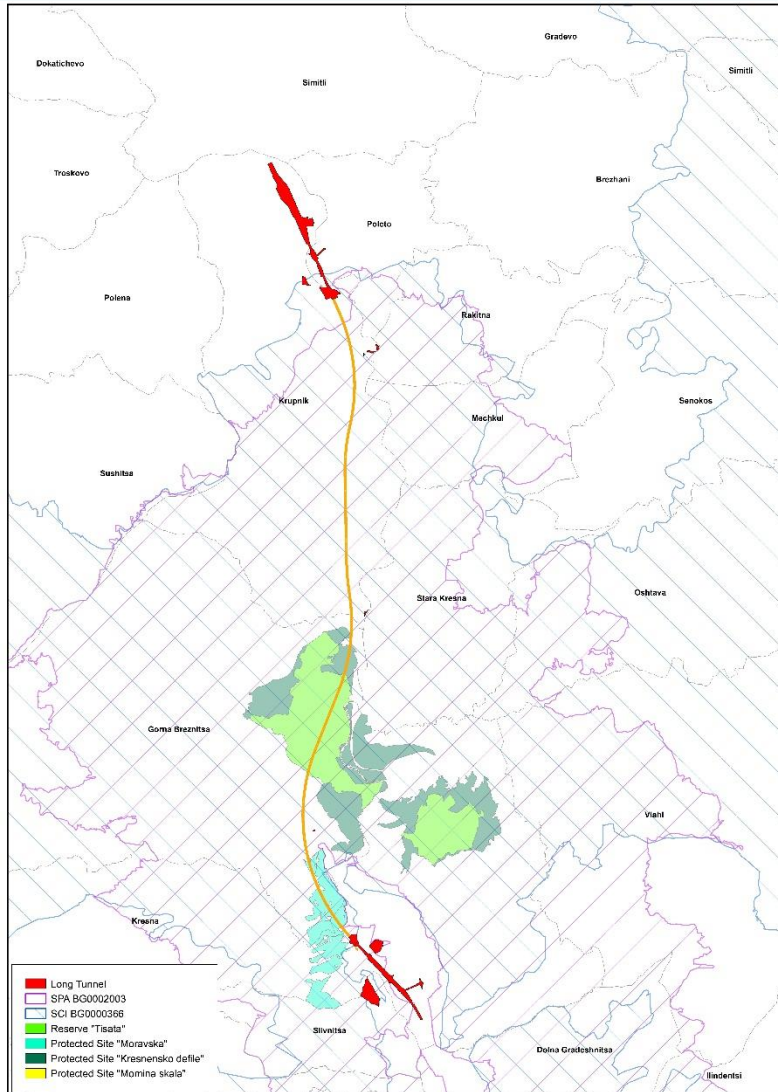 Gradevo
Dokatichevo
Simitli
Simitli
Troskovo
Brezhani
Poleto
Polena
Rakitna
Krupnik
Senokos
Mechkul
Sushitsa
Oshtava
Stara Kresna
Gorna Breznitsa
Vlahi
Kresna
Slivnitsa
Dolna Gradeshnitsa
Ilindentsi
Long Tunnel
SPA BG0002003
SCI BG0000366
Reserve "Tisata"
Protected Site "Moravska"
Protected Site "Kresnensko defile"
Protected Site "Momina skala"